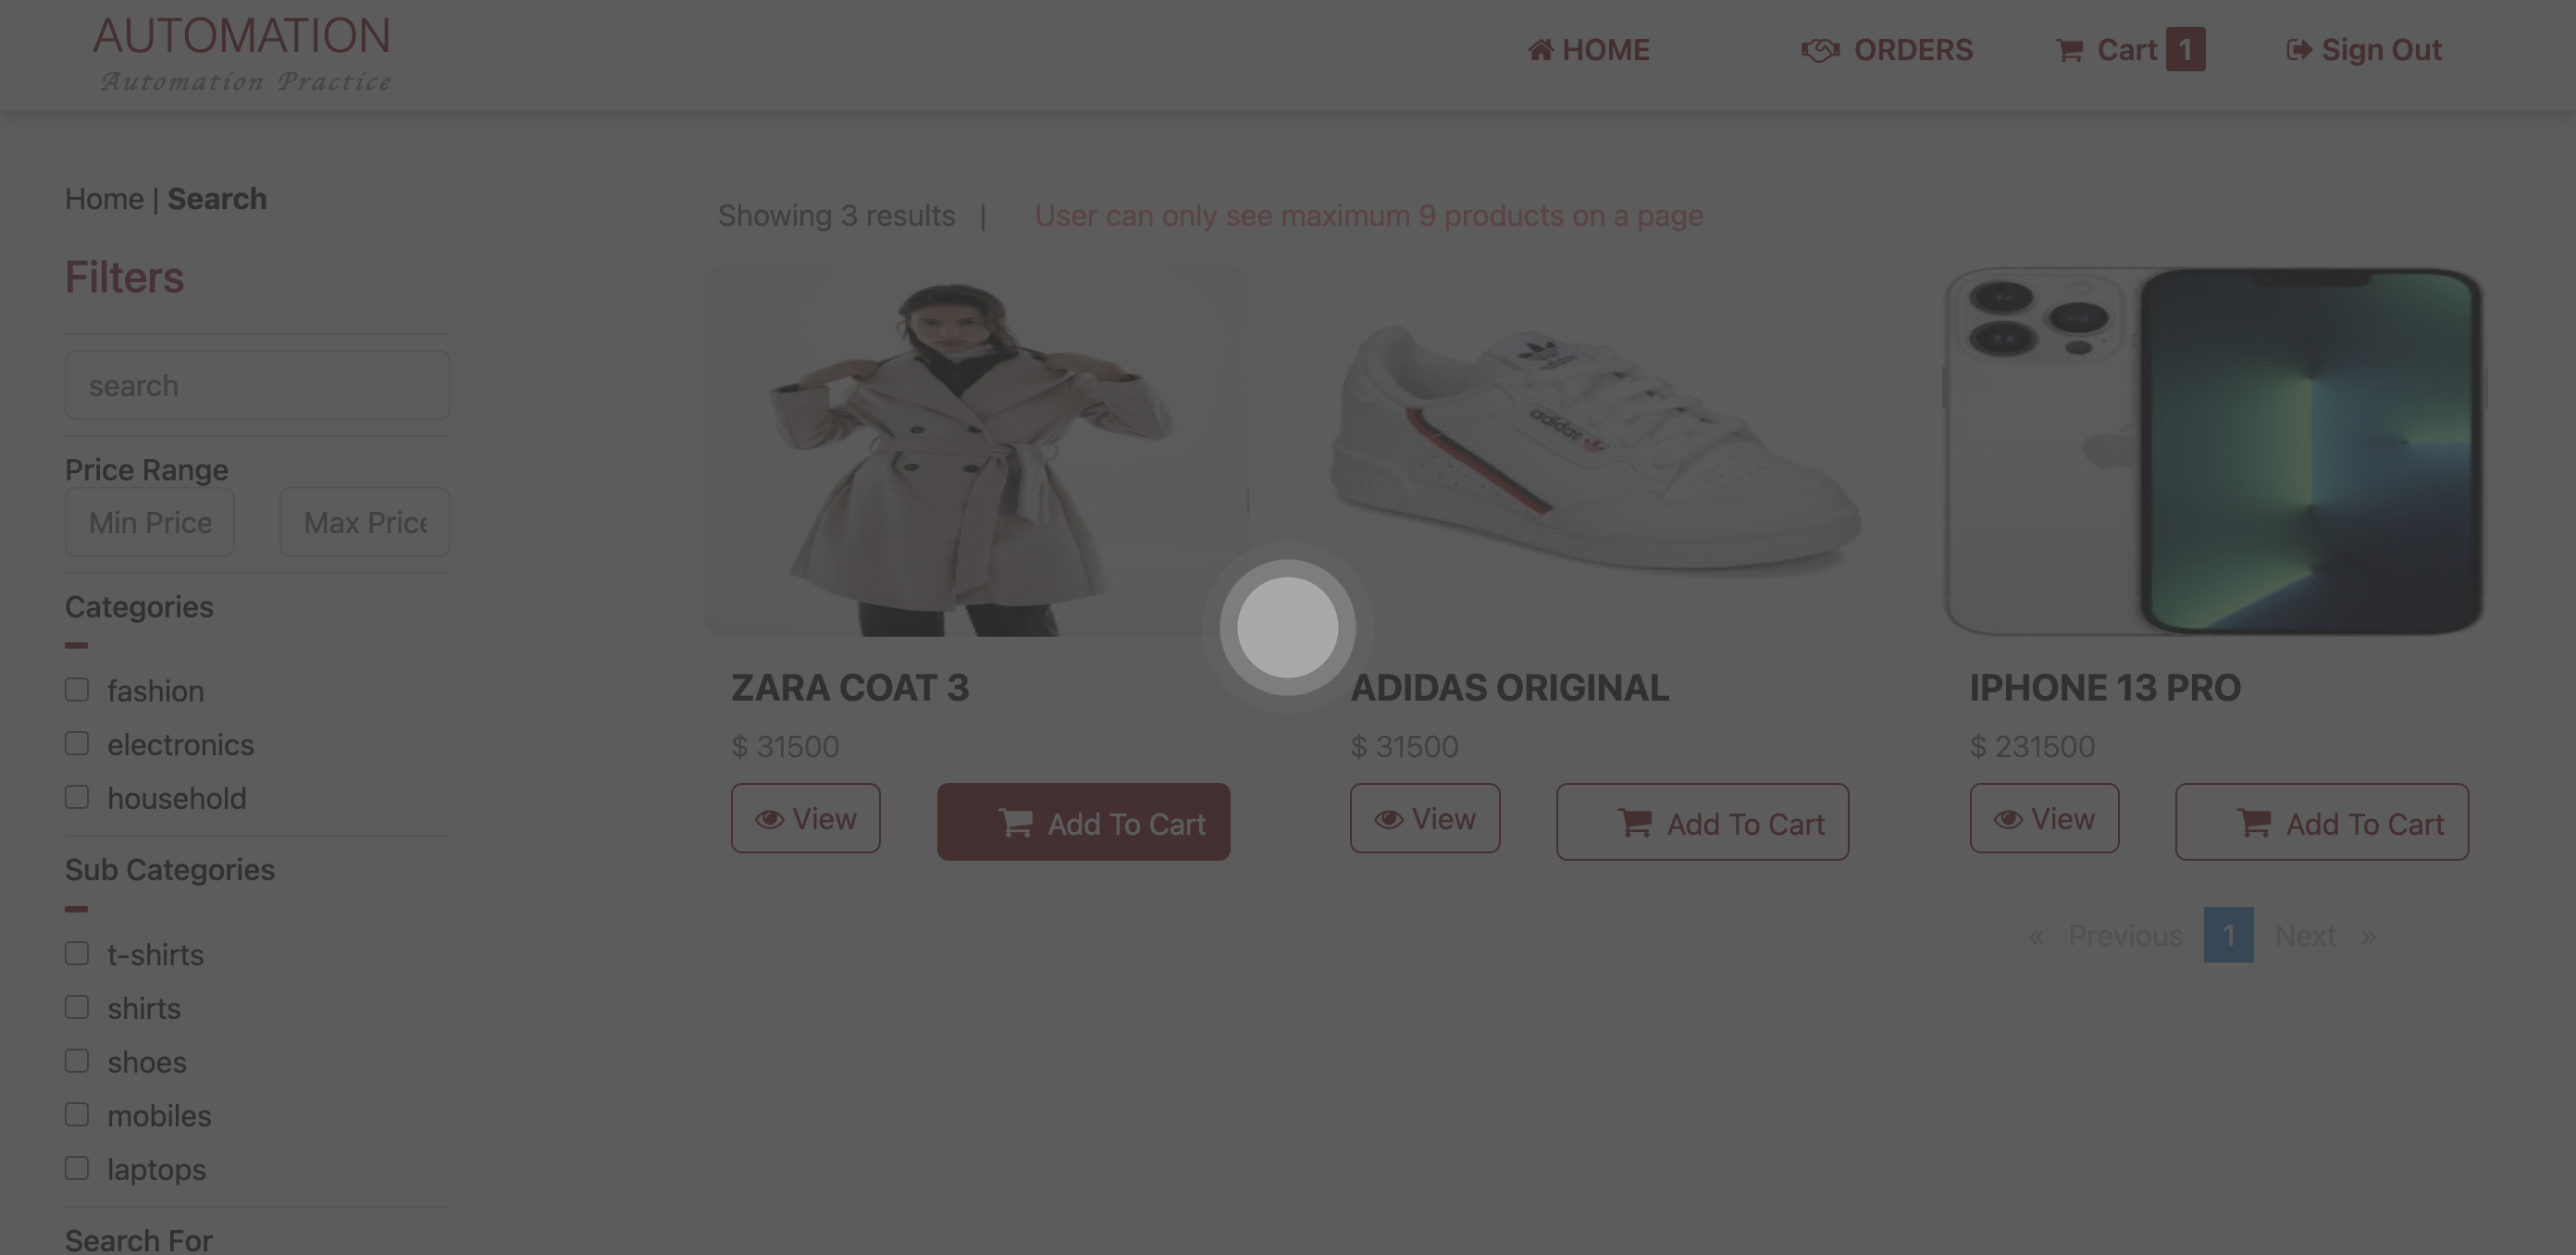 AUTOMATION
Automation Practice
HOME
ORDERS
Cart 1
Sign Out
Home | Search
Showing 3 results |
User can only see maximum 9 products on a page
Filters
search
Price Range
Min Price
Max Price
Categories
fashion
electronics
household
Sub Categories
t-shirts
shirts
shoes
mobiles
laptops
Search For
adidas
adidas
ZARA COAT 3
$ 31500
View
Add To Cart
ADIDAS ORIGINAL
$ 31500
View
Add To Cart
IPHONE 13 PRO
$ 231500
View
Add To Cart
« Previous 1 Next »